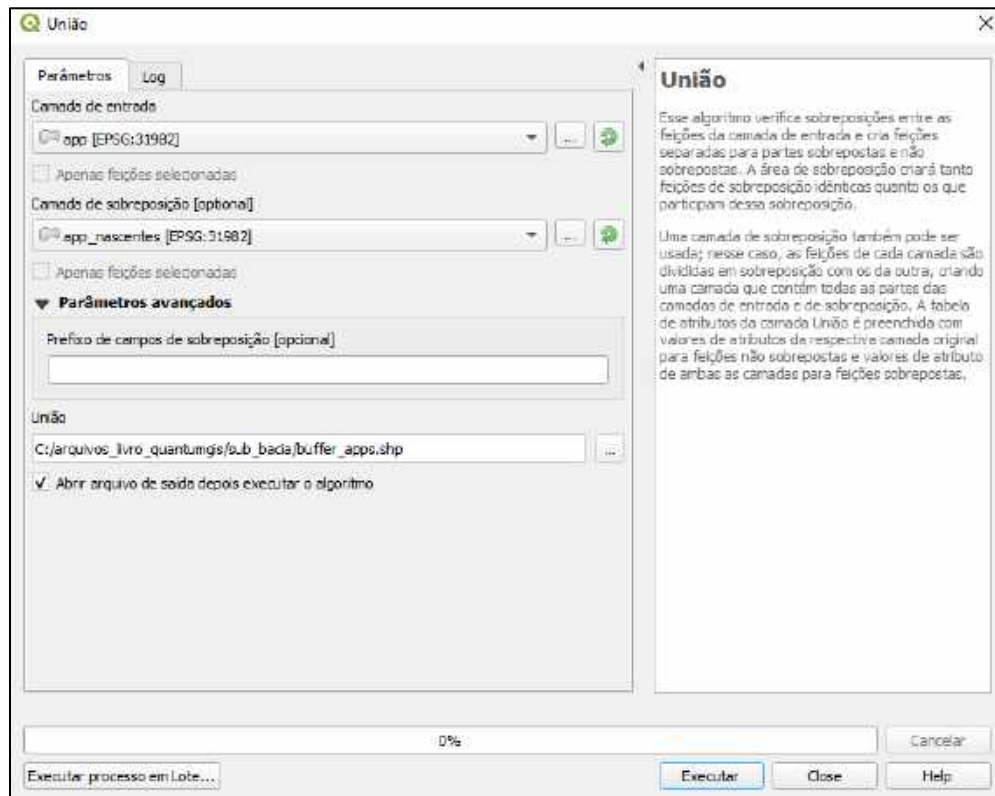 União
Parâmetros
Log
Camada de entrada
app [EPSG:31982]
...
Apenas feições selecionadas
Camada de sobreposição [optional]
app_nascentes [EPSG:31982]
...
Apenas feições selecionadas
Parâmetros avançados
Prefixo de campos de sobreposição [opcional]
União
C:/arquivos_livro_quantumgis/sub_bacia/buffer_apps.shp
...
Abrir arquivo de saída depois executar o algoritmo
União
Esse algoritmo verifica sobreposições entre as
feições da camada de entrada e cria feições
separadas para partes sobrepostas e não
sobrepostas. A área de sobreposição criará tanto
feições de sobreposição idênticas quanto os que
participam dessa sobreposição.
Uma camada de sobreposição também pode ser
usada; nesse caso, as feições de cada camada são
divididas em sobreposição com os da outra, criando
uma camada que contém todas as partes das
camadas de entrada e de sobreposição. A tabela
de atributos da camada União é preenchida com
valores de atributos da respectiva camada original
para feições não sobrepostas e valores de atributo
de ambas as camadas para feições sobrepostas.
0%
Cancelar
Executar processo em Lote...
Executar
Close
Help